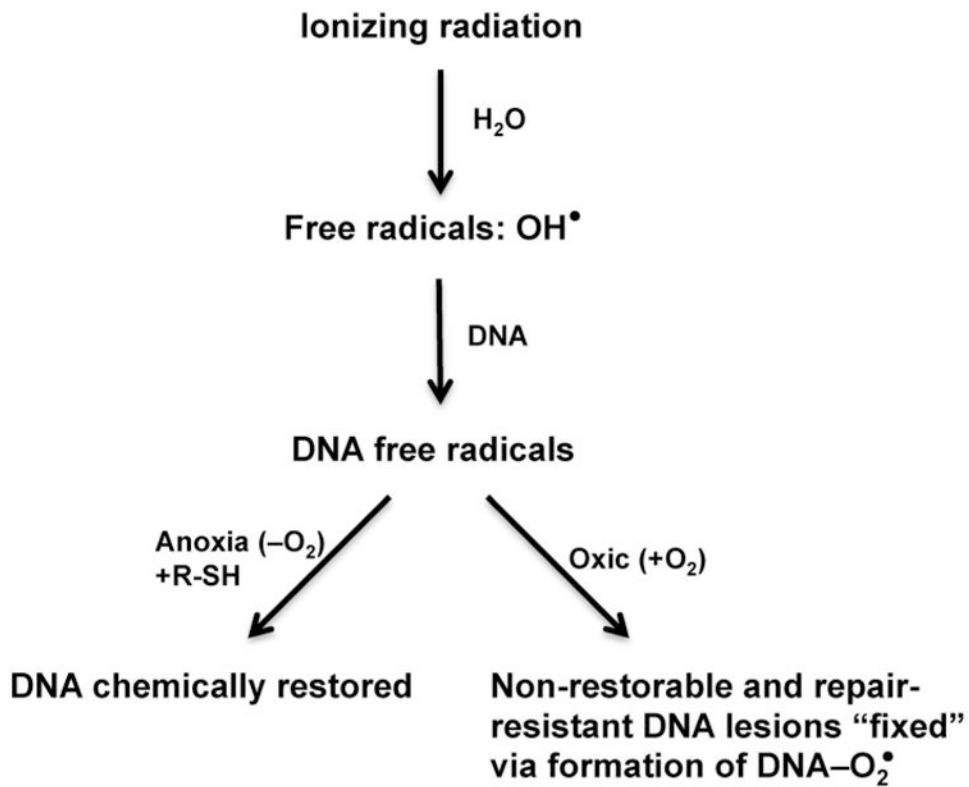 Ionizing radiation
H₂O
Free radicals: OH•
DNA
DNA free radicals
Anoxia (–O₂)
+R-SH
Oxic (+O₂)
DNA chemically restored
Non-restorable and repair-
resistant DNA lesions “fixed”
via formation of DNA–O₂•